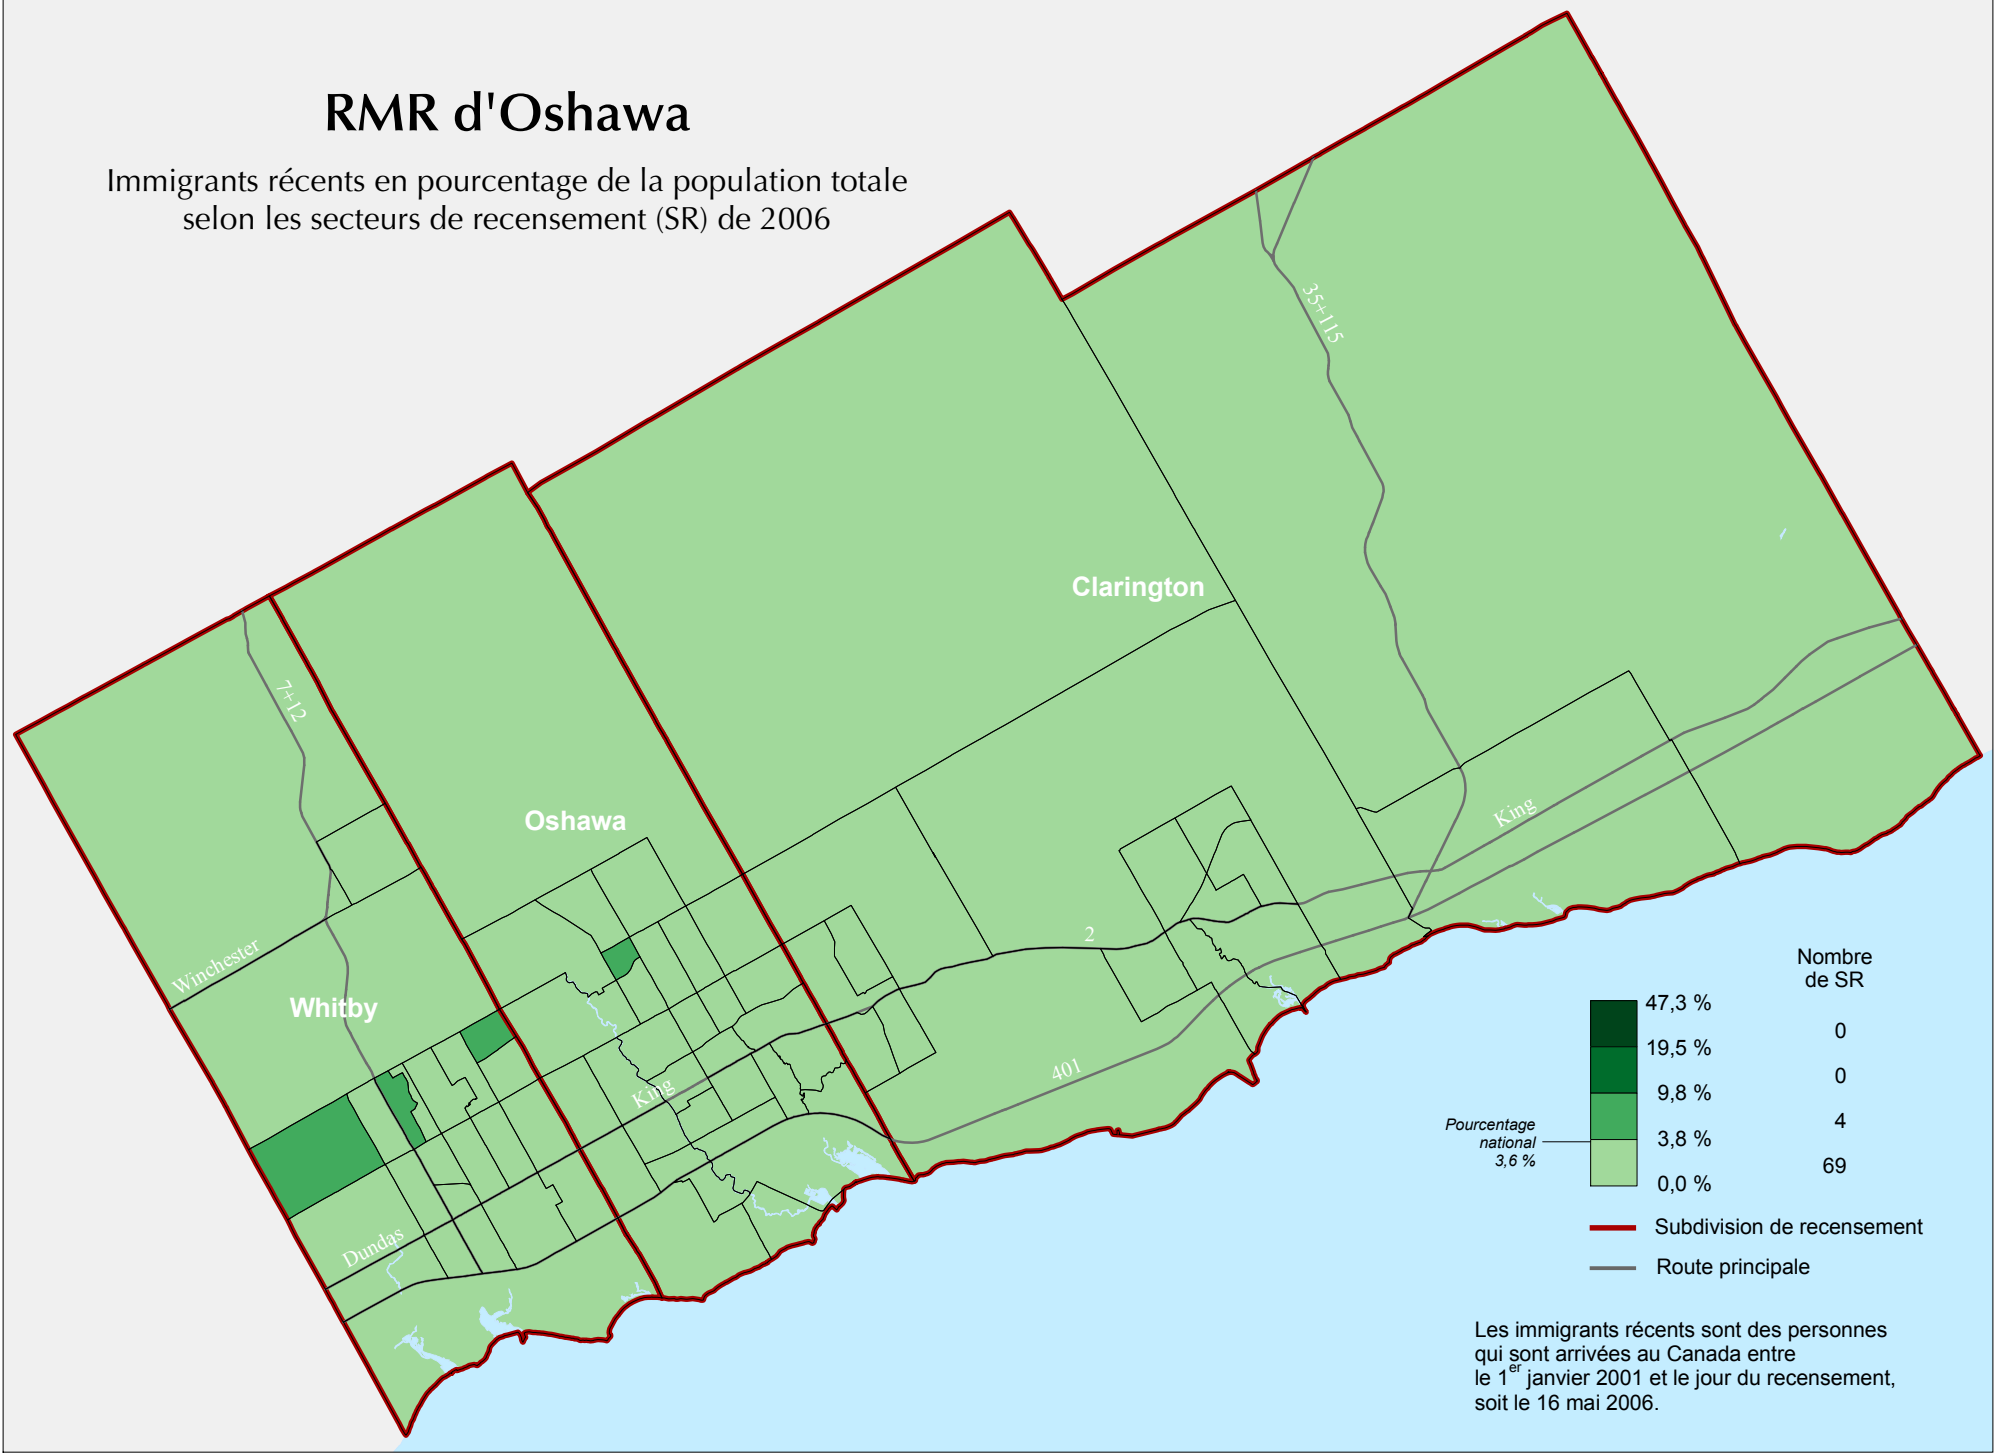 RMR d'Oshawa
Immigrants récents en pourcentage de la population totale
selon les secteurs de recensement (SR) de 2006
35+115
Clarington
7+12
Oshawa
King
2
Winchester
Whitby
401
King
Dundas
Nombre
de SR
47,3 %
0
19,5 %
0
9,8 %
4
3,8 %
69
0,0 %
Pourcentage
national
3,6 %
Subdivision de recensement
Route principale
Les immigrants récents sont des personnes
qui sont arrivées au Canada entre
le 1er janvier 2001 et le jour du recensement,
soit le 16 mai 2006.